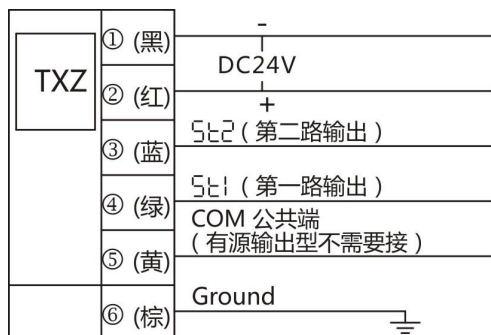 TXZ
① (黑)
② (红)
③ (蓝)
④ (绿)
⑤ (黄)
⑥ (棕)
-
DC24V
+
St2 ( 第二路输出 )
St1 ( 第一路输出 )
COM 公共端
( 有源输出型不需要接 )
Ground